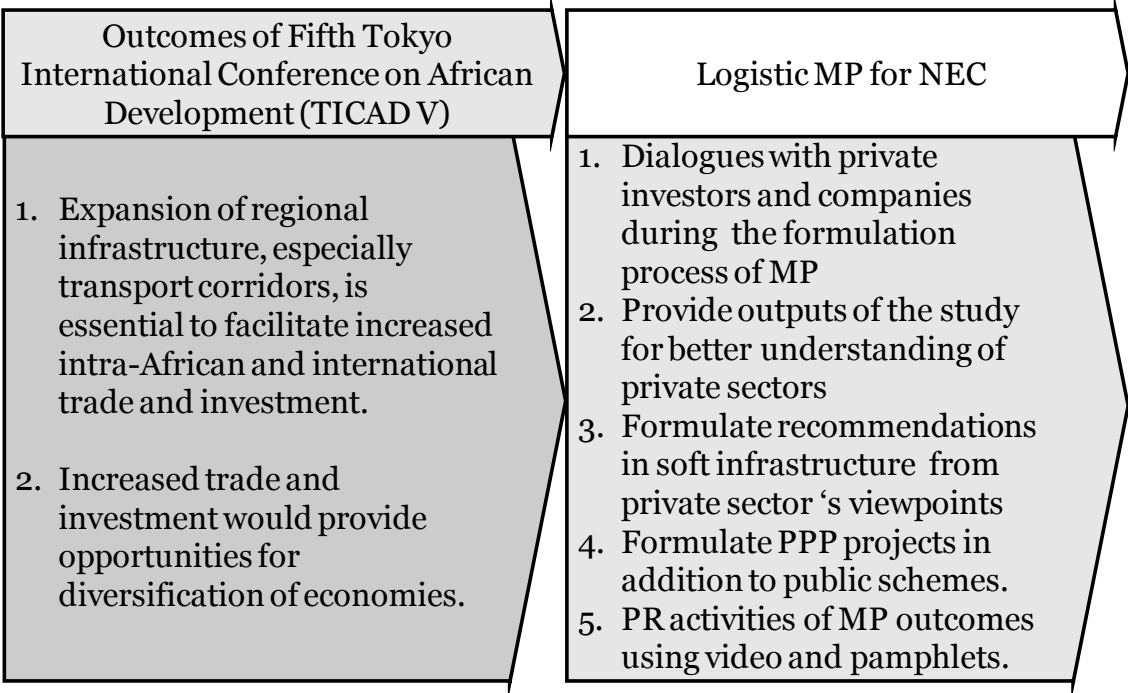 Outcomes of Fifth Tokyo
International Conference on African
Development (TICAD V)
1. Expansion of regional
infrastructure, especially
transport corridors, is
essential to facilitate increased
intra-African and international
trade and investment.
2. Increased trade and
investment would provide
opportunities for
diversification of economies.
Logistic MP for NEC
1. Dialogues with private
investors and companies
during the formulation
process of MP
2. Provide outputs of the study
for better understanding of
private sectors
3. Formulate recommendations
in soft infrastructure from
private sector ‘s viewpoints
4. Formulate PPP projects in
addition to public schemes.
5. PR activities of MP outcomes
using video and pamphlets.